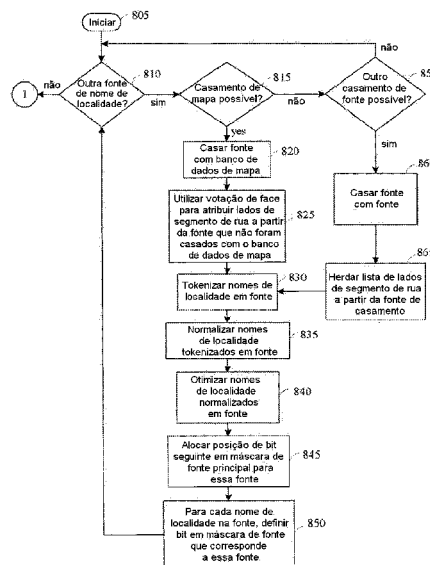 Iniciar
805
não
Outra fonte
de nome de
localidade?
810
não
1
sim
Casamento de
mapa possível?
815
não
Outro
casamento de
fonte possível?
sim
yes
Casar fonte
com banco de
dados de mapa
820
Utilizar votação de face
para atribuir lados de
segmento de rua a partir
da fonte que não foram
casados com o banco
de dados de mapa
825
Casar fonte
com fonte
Herdar lista de lados
de segmento de rua
a partir da fonte de
casamento
Tokenizar nomes de
localidade em fonte
830
Normalizar nomes
de localidade
tokenizados em fonte
835
Otimizar nomes
de localidade
normalizados
em fonte
840
Alocar posição de bit
seguinte em máscara de
fonte principal para
essa fonte
845
Para cada nome de
localidade na fonte, definir
bit em máscara de fonte
que corresponde
a essa fonte
850